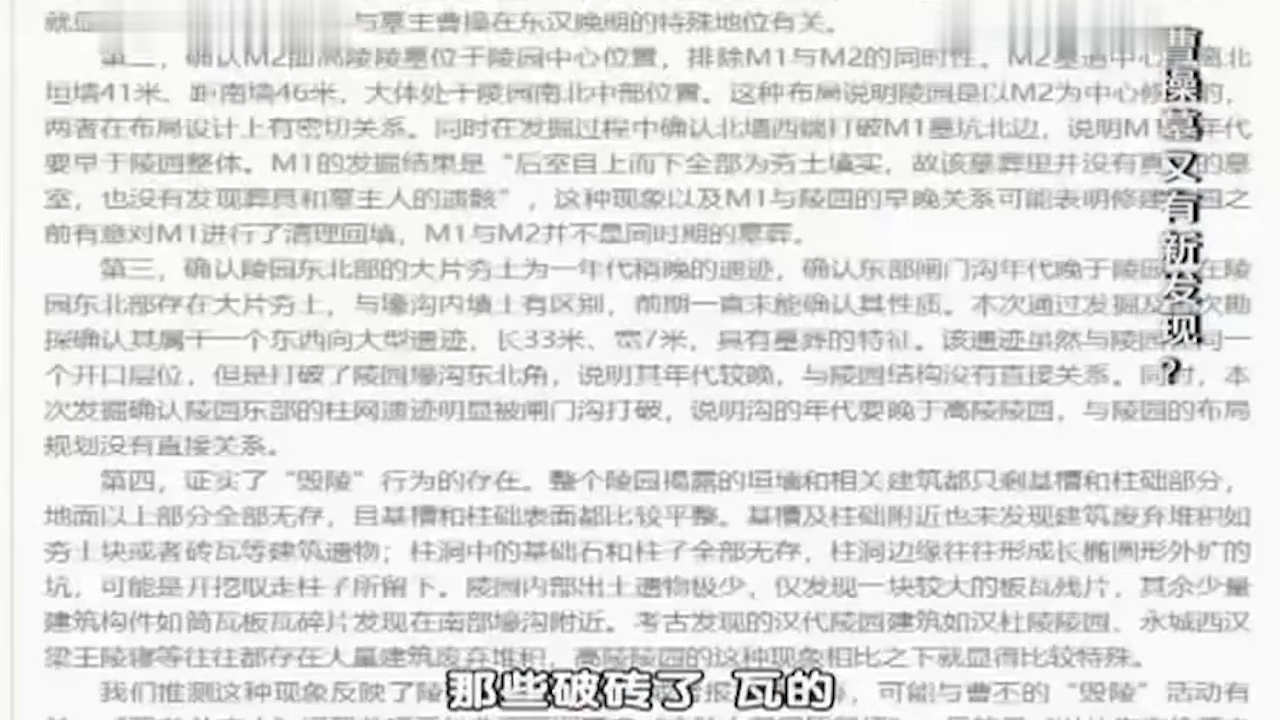 就显 与墓主曹操在东汉晚期的特殊地位有关。
第二，确认M2即高陵陵墓位于陵园中心位置，排除M1与M2的同时性。M2墓道中心 离北
垣墙41米、距南墙46米，大体处于陵园南北中部位置。这种布局说明陵园是以M2为中心修 的，
两者在布局设计上有密切关系。同时在发掘过程中确认北墙西端打破M1墓坑北边，说明M1 年代
要早于陵园整体。M1的发掘结果是“后室自上而下全部为夯土填实，故该墓葬里并没有真 的墓
室，也没有发现葬具和墓主人的遗骸”，这种现象以及M1与陵园的早晚关系可能表明修建 园之
前有意对M1进行了清理回填，M1与M2并不是同时期的墓葬。
第三，确认陵园东北部的大片夯土为一年代稍晚的遗迹，确认东部闸门沟年代晚于陵园 在陵
园东北部存在大片夯土，与壕沟内填土有区别，前期一直未能确认其性质。本次通过发掘及 次勘
探确认其属于一个东西向大型遗迹，长33米、宽7米，具有墓葬的特征。该遗迹虽然与陵园 同一
个开口层位，但是打破了陵园壕沟东北角，说明其年代较晚，与陵园结构没有直接关系。同时，本
次发掘确认陵园东部的柱网遗迹明显被闸门沟打破，说明沟的年代要晚于高陵陵园，与陵园的布局
规划没有直接关系。
第四，证实了“毁陵”行为的存在。整个陵园揭露的垣墙和相关建筑都只剩基槽和柱础部分，
地面以上部分全部无存，且基槽和柱础表面都比较平整。基槽及柱础附近也未发现建筑废弃堆积如
夯土块或者砖瓦等建筑遗物；柱洞中的基础石和柱子全部无存，柱洞边缘往往形成长椭圆形外扩的
坑，可能是开挖取走柱子所留下。陵园内部出土遗物极少，仅发现一块较大的板瓦残片，其余少量
建筑构件如筒瓦板瓦碎片发现在南部壕沟附近。考古发现的汉代陵园建筑如汉杜陵陵园、永城西汉
梁王陵寝等往往都存在大量建筑废弃堆积，高陵陵园的这种现象相比之下就显得比较特殊。
我们推测这种现象反映了陵 ，可能与曹丕的“毁陵”活动有
曹操墓又有新发现？
那些破砖了 瓦的